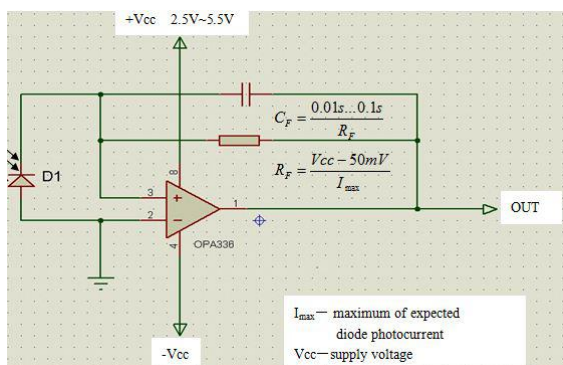 +Vcc 2.5V~5.5V
C_F = 0.01s...0.1s / R_F
R_F = Vcc − 50mV / I_max
D1
8
3
+
1
2
−
4
OPA336
OUT
-Vcc
I_max— maximum of expected
diode photocurrent
Vcc—supply voltage